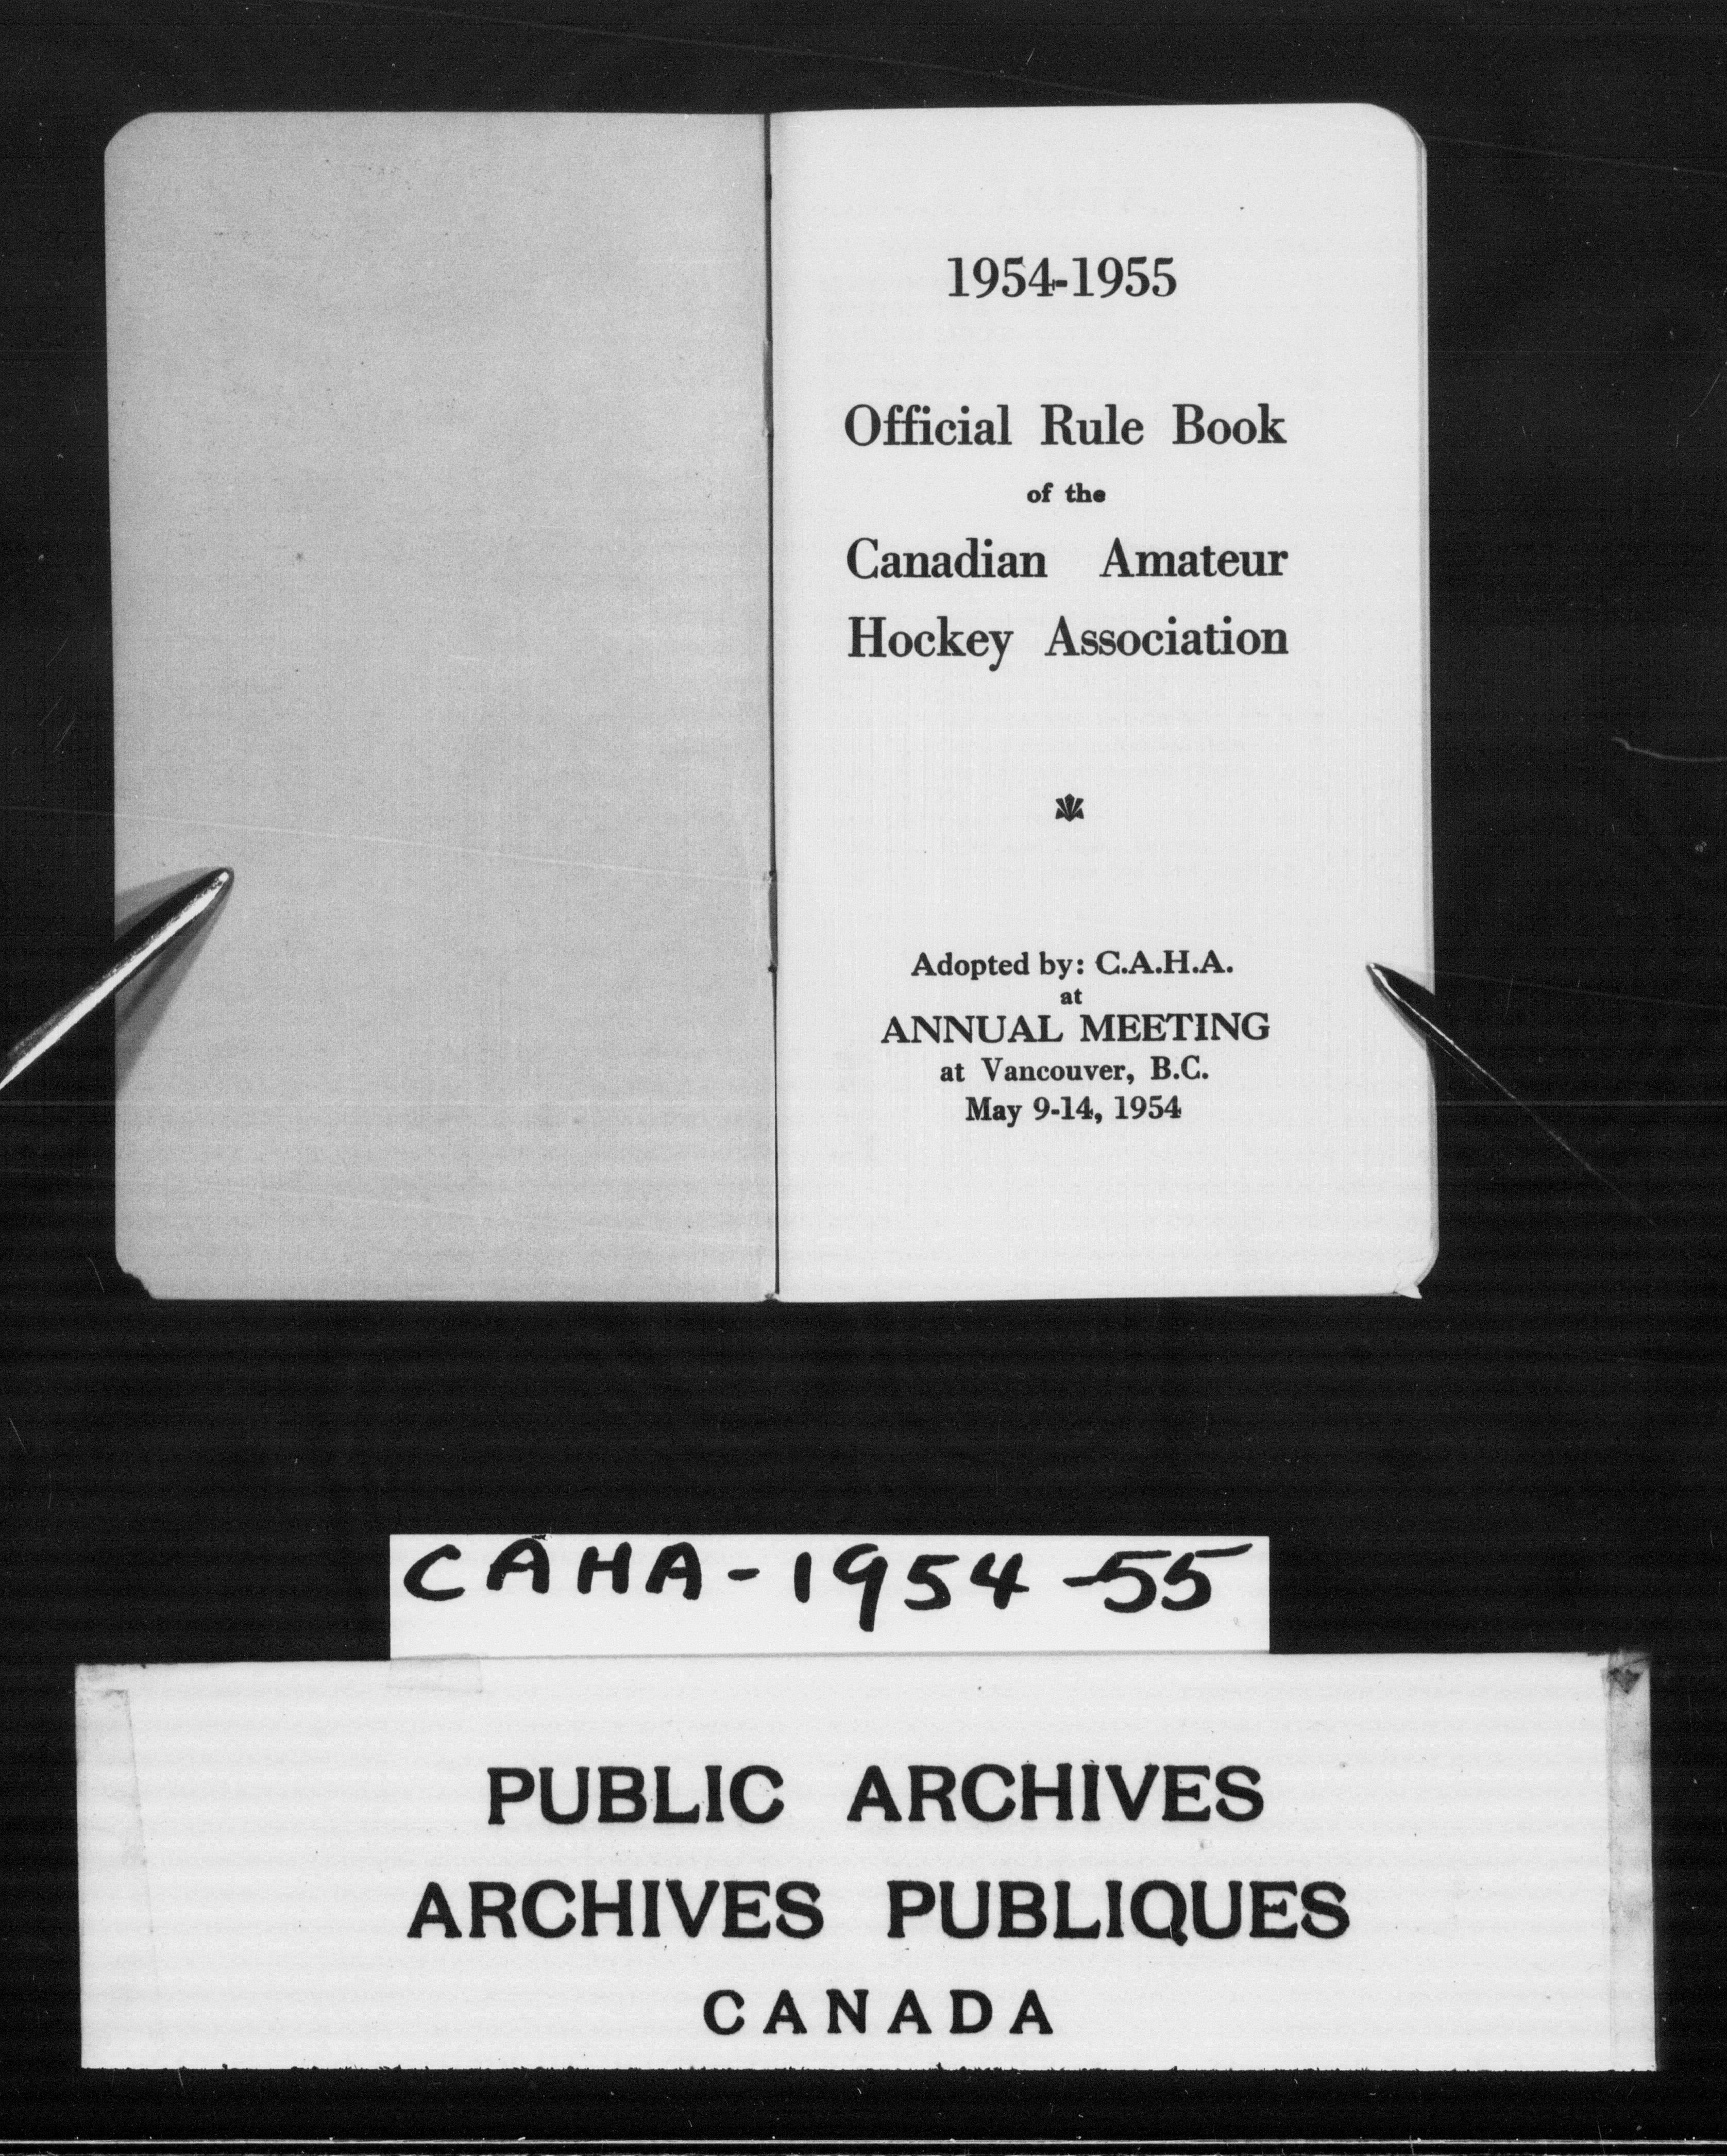 1954-1955
Official Rule Book
of the
Canadian Amateur
Hockey Association
Adopted by: C.A.H.A.
at
ANNUAL MEETING
at Vancouver, B.C.
May 9-14, 1954
CAHA-1954-55
PUBLIC ARCHIVES
ARCHIVES PUBLIQUES
CANADA